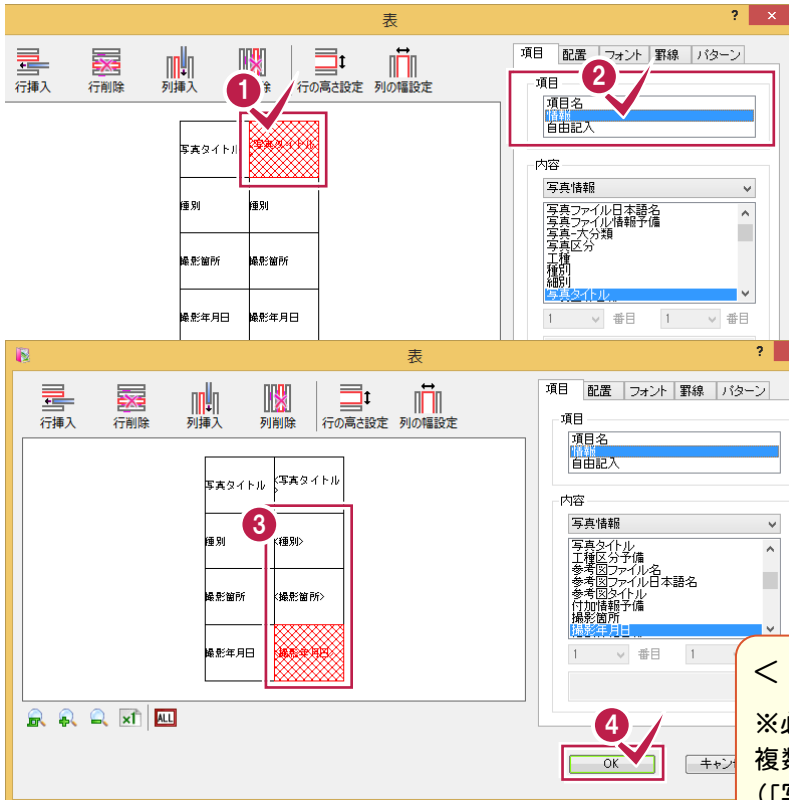 表
?
×
行挿入
行削除
列挿入
除
行の高さ設定
列の幅設定
1
写真タイトル
<写真タイトル
種別
種別
撮影箇所
撮影箇所
撮影年月日
撮影年月日
項目
配置
フォント
罫線
パターン
2
項目
項目名
情報
自由記入
内容
写真情報
写真ファイル日本語名
写真ファイル情報予備
写真-大分類
写真区分
工種
種別
細別
写真タイトル
1
番目
1
番目
表
?
行挿入
行削除
列挿入
列削除
行の高さ設定
列の幅設定
写真タイトル
<写真タイトル
>
3
種別
<種別>
撮影箇所
<撮影箇所>
撮影年月日
<撮影年月日>
×1
ALL
項目
配置
フォント
罫線
パターン
項目
項目名
情報
自由記入
内容
写真情報
写真タイトル
工種区分予備
参考図ファイル名
参考図ファイル日本語名
参考図タイトル
付加情報予備
撮影箇所
撮影年月日
1
番目
1
4
OK
キャン
<
※必
複数